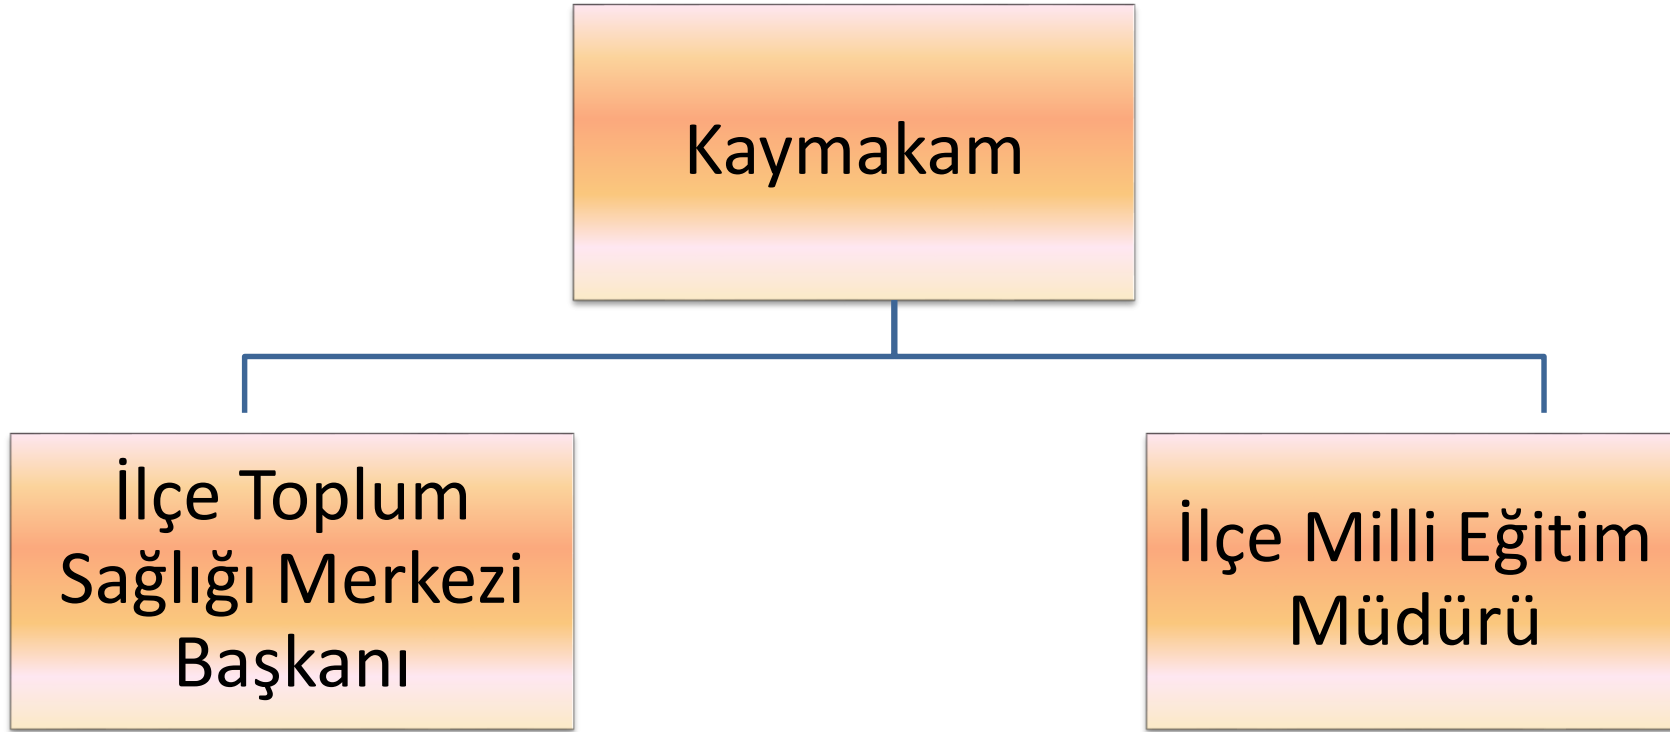 Kaymakam
İlçe Toplum
Sağlığı Merkezi
Başkanı
İlçe Milli Eğitim
Müdürü